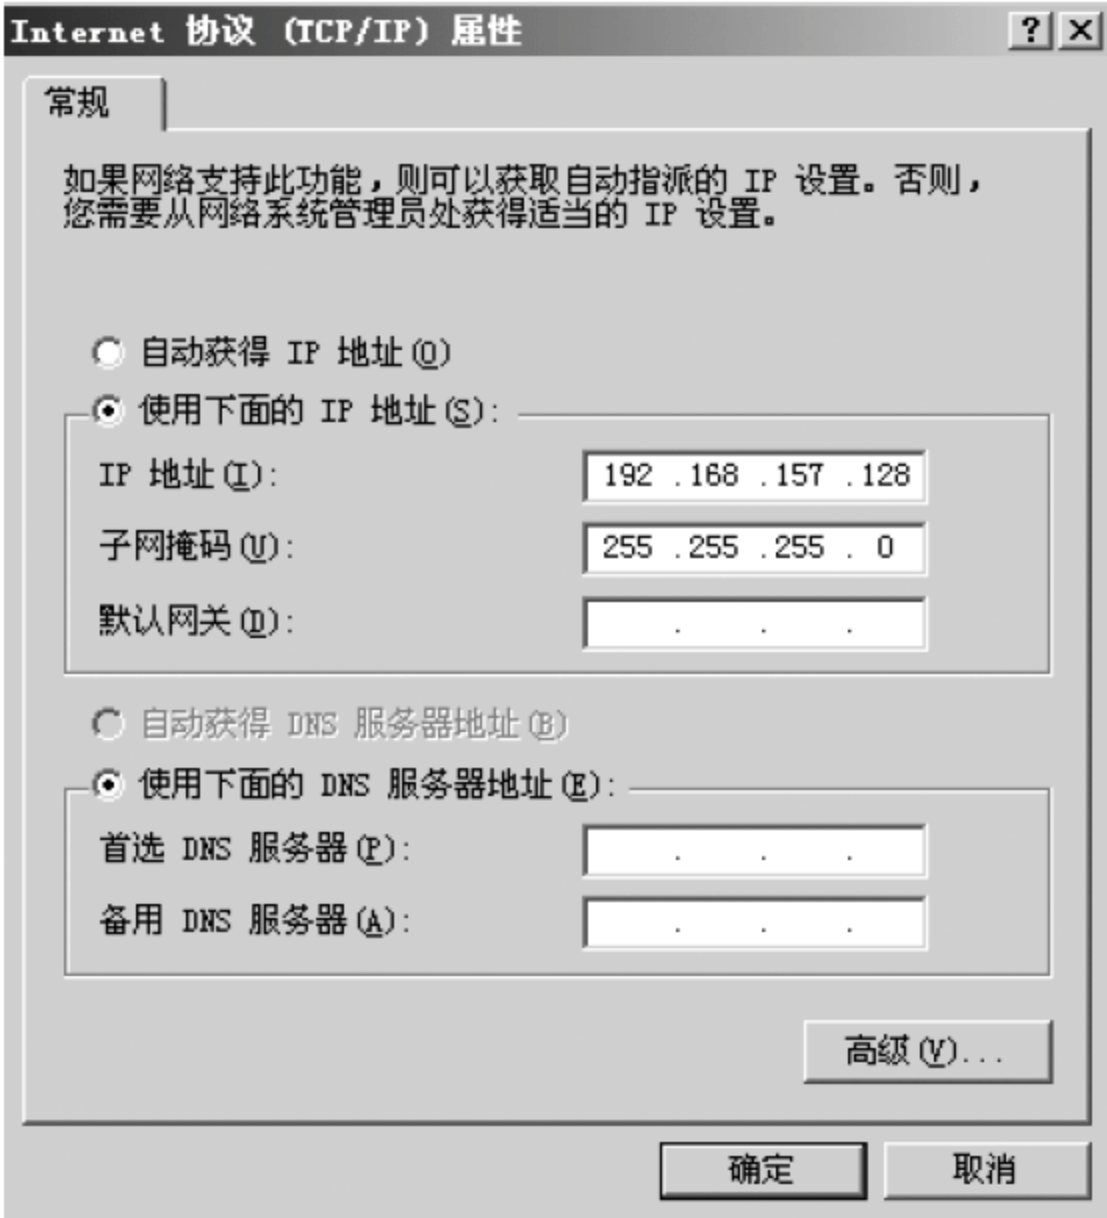 Internet 协议 (TCP/IP) 属性
? ×
常规
如果网络支持此功能,则可以获取自动指派的 IP 设置。否则,
您需要从网络系统管理员处获得适当的 IP 设置。
自动获得 IP 地址(O)
使用下面的 IP 地址(S):
IP 地址(I): 192 .168 .157 .128
子网掩码(U): 255 .255 .255 . 0
默认网关(D): . . .
自动获得 DNS 服务器地址(B)
使用下面的 DNS 服务器地址(E):
首选 DNS 服务器(P): . . .
备用 DNS 服务器(A): . . .
高级(V)...
确定 取消